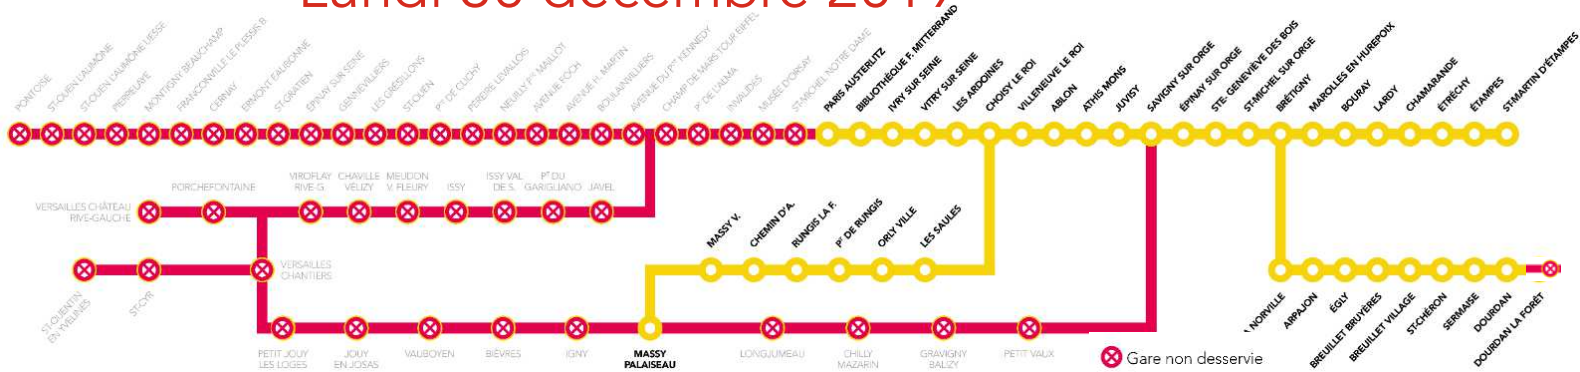 Lundi 30 décembre 2019
PONTOISE
ST-OUEN L'AUMÔNE
ST-OUEN L'AUMÔNE LIESSE
PIERRELAYE
MONTIGNY BEAUCHAMP
FRANCONVILLE LE PLESSIS B
CERNAY
ERMONT EAUBONNE
ST-GRATIEN
ÉPINAY SUR SEINE
GENNEVILLIERS
LES GRÉSILLONS
ST-OUEN
Pᵗᵉ DE CLICHY
PÉREIRE LEVALLOIS
NEUILLY Pᵗᵉ MAILLOT
AVENUE FOCH
AVENUE H. MARTIN
BOULAINVILLIERS
AVENUE DU Pᵗ KENNEDY
CHAMP DE MARS TOUR EIFFEL
Pᵗ DE L'ALMA
INVALIDES
MUSÉE D'ORSAY
ST-MICHEL NOTRE DAME
PARIS AUSTERLITZ
BIBLIOTHÈQUE F. MITTERRAND
IVRY SUR SEINE
VITRY SUR SEINE
LES ARDOINES
CHOISY LE ROI
VILLENEUVE LE ROI
ABLON
ATHIS MONS
JUVISY
SAVIGNY SUR ORGE
ÉPINAY SUR ORGE
STE- GENEVIÈVE DES BOIS
ST-MICHEL SUR ORGE
BRÉTIGNY
MAROLLES EN HUREPOIX
BOURAY
LARDY
CHAMARANDE
ÉTRÉCHY
ÉTAMPES
ST-MARTIN D'ÉTAMPES
VERSAILLES CHÂTEAU
RIVE-GAUCHE
PORCHEFONTAINE
VIROFLAY
RIVE-G.
CHAVILLE
VÉLIZY
MEUDON
V. FLEURY
ISSY
ISSY VAL
DE S.
Pᵗ DU
GARIGLIANO
JAVEL
MASSY V.
CHEMIN D'A.
RUNGIS LA F.
Pᵗ DE RUNGIS
ORLY VILLE
LES SAULES
ST-QUENTIN
EN YVELINES
ST-CYR
VERSAILLES
CHANTIERS
NORVILLE
ARPAJON
ÉGLY
BREUILLET BRUYÈRES
BREUILLET VILLAGE
ST-CHÉRON
SERMAISE
DOURDAN
DOURDAN LA FORÊT
PETIT JOUY
LES LOGES
JOUY
EN JOSAS
VAUBOYEN
BIÈVRES
IGNY
MASSY
PALAISEAU
LONGJUMEAU
CHILLY
MAZARIN
GRAVIGNY
BALIZY
PETIT VAUX
Gare non desservie